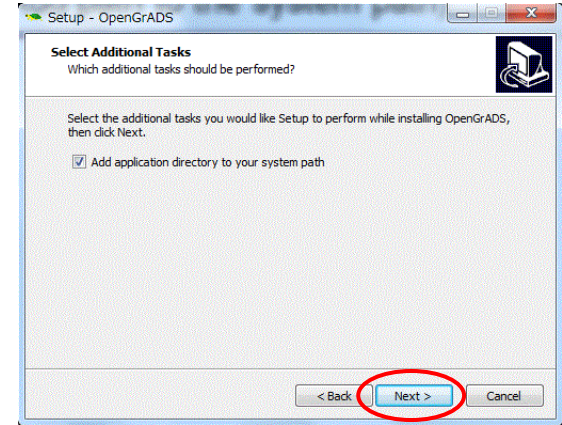 Setup - OpenGrADS
Select Additional Tasks
Which additional tasks should be performed?
Select the additional tasks you would like Setup to perform while installing OpenGrADS,
then click Next.
Add application directory to your system path
< Back
Next >
Cancel